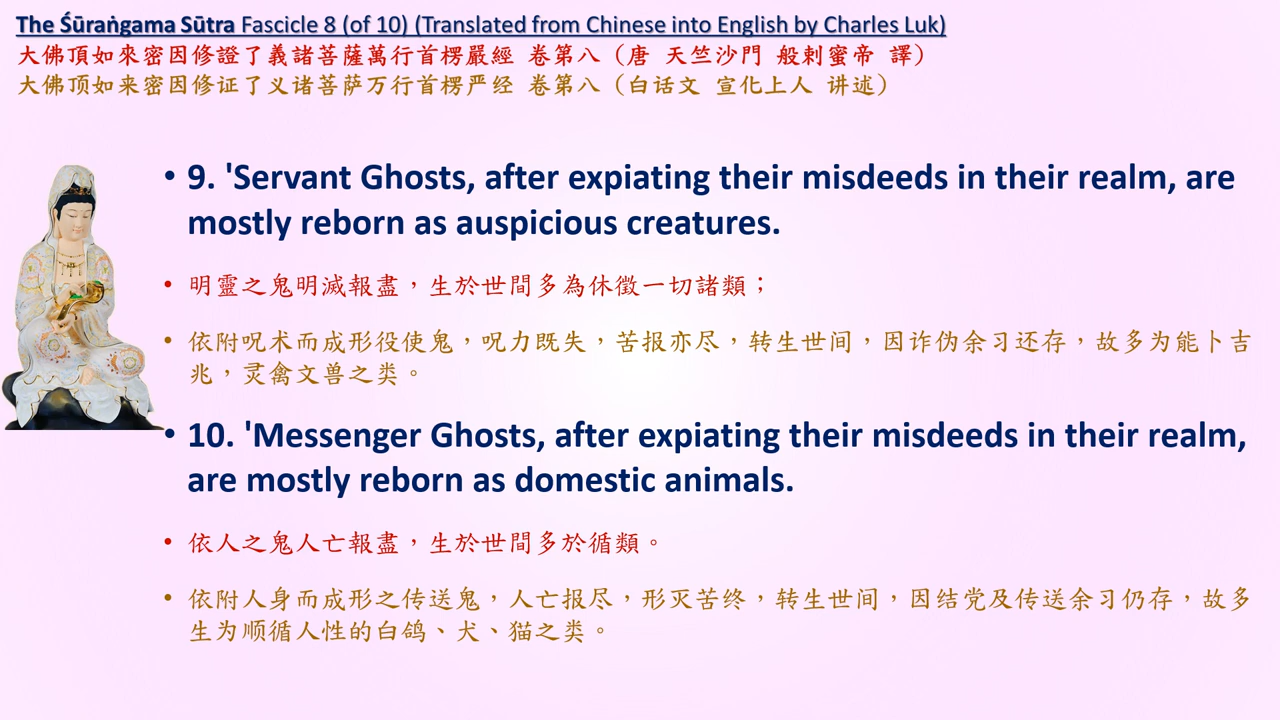 The Śūraṅgama Sūtra Fascicle 8 (of 10) (Translated from Chinese into English by Charles Luk)
大佛頂如來密因修證了義諸菩薩萬行首楞嚴經 卷第八（唐 天竺沙門 般剌蜜帝 譯）
大佛顶如来密因修证了义诸菩萨万行首楞严经 卷第八（白话文 宣化上人 讲述）
• 9. 'Servant Ghosts, after expiating their misdeeds in their realm, are
mostly reborn as auspicious creatures.
• 明靈之鬼明滅報盡，生於世間多為休徵一切諸類；
• 依附呪术而成形役使鬼，呪力既失，苦报亦尽，转生世间，因诈伪余习还存，故多为能卜吉
兆，灵禽文兽之类。
• 10. 'Messenger Ghosts, after expiating their misdeeds in their realm,
are mostly reborn as domestic animals.
• 依人之鬼人亡報盡，生於世間多於循類。
• 依附人身而成形之传送鬼，人亡报尽，形灭苦终，转生世间，因结党及传送余习仍存，故多
生为顺循人性的白鸽、犬、猫之类。